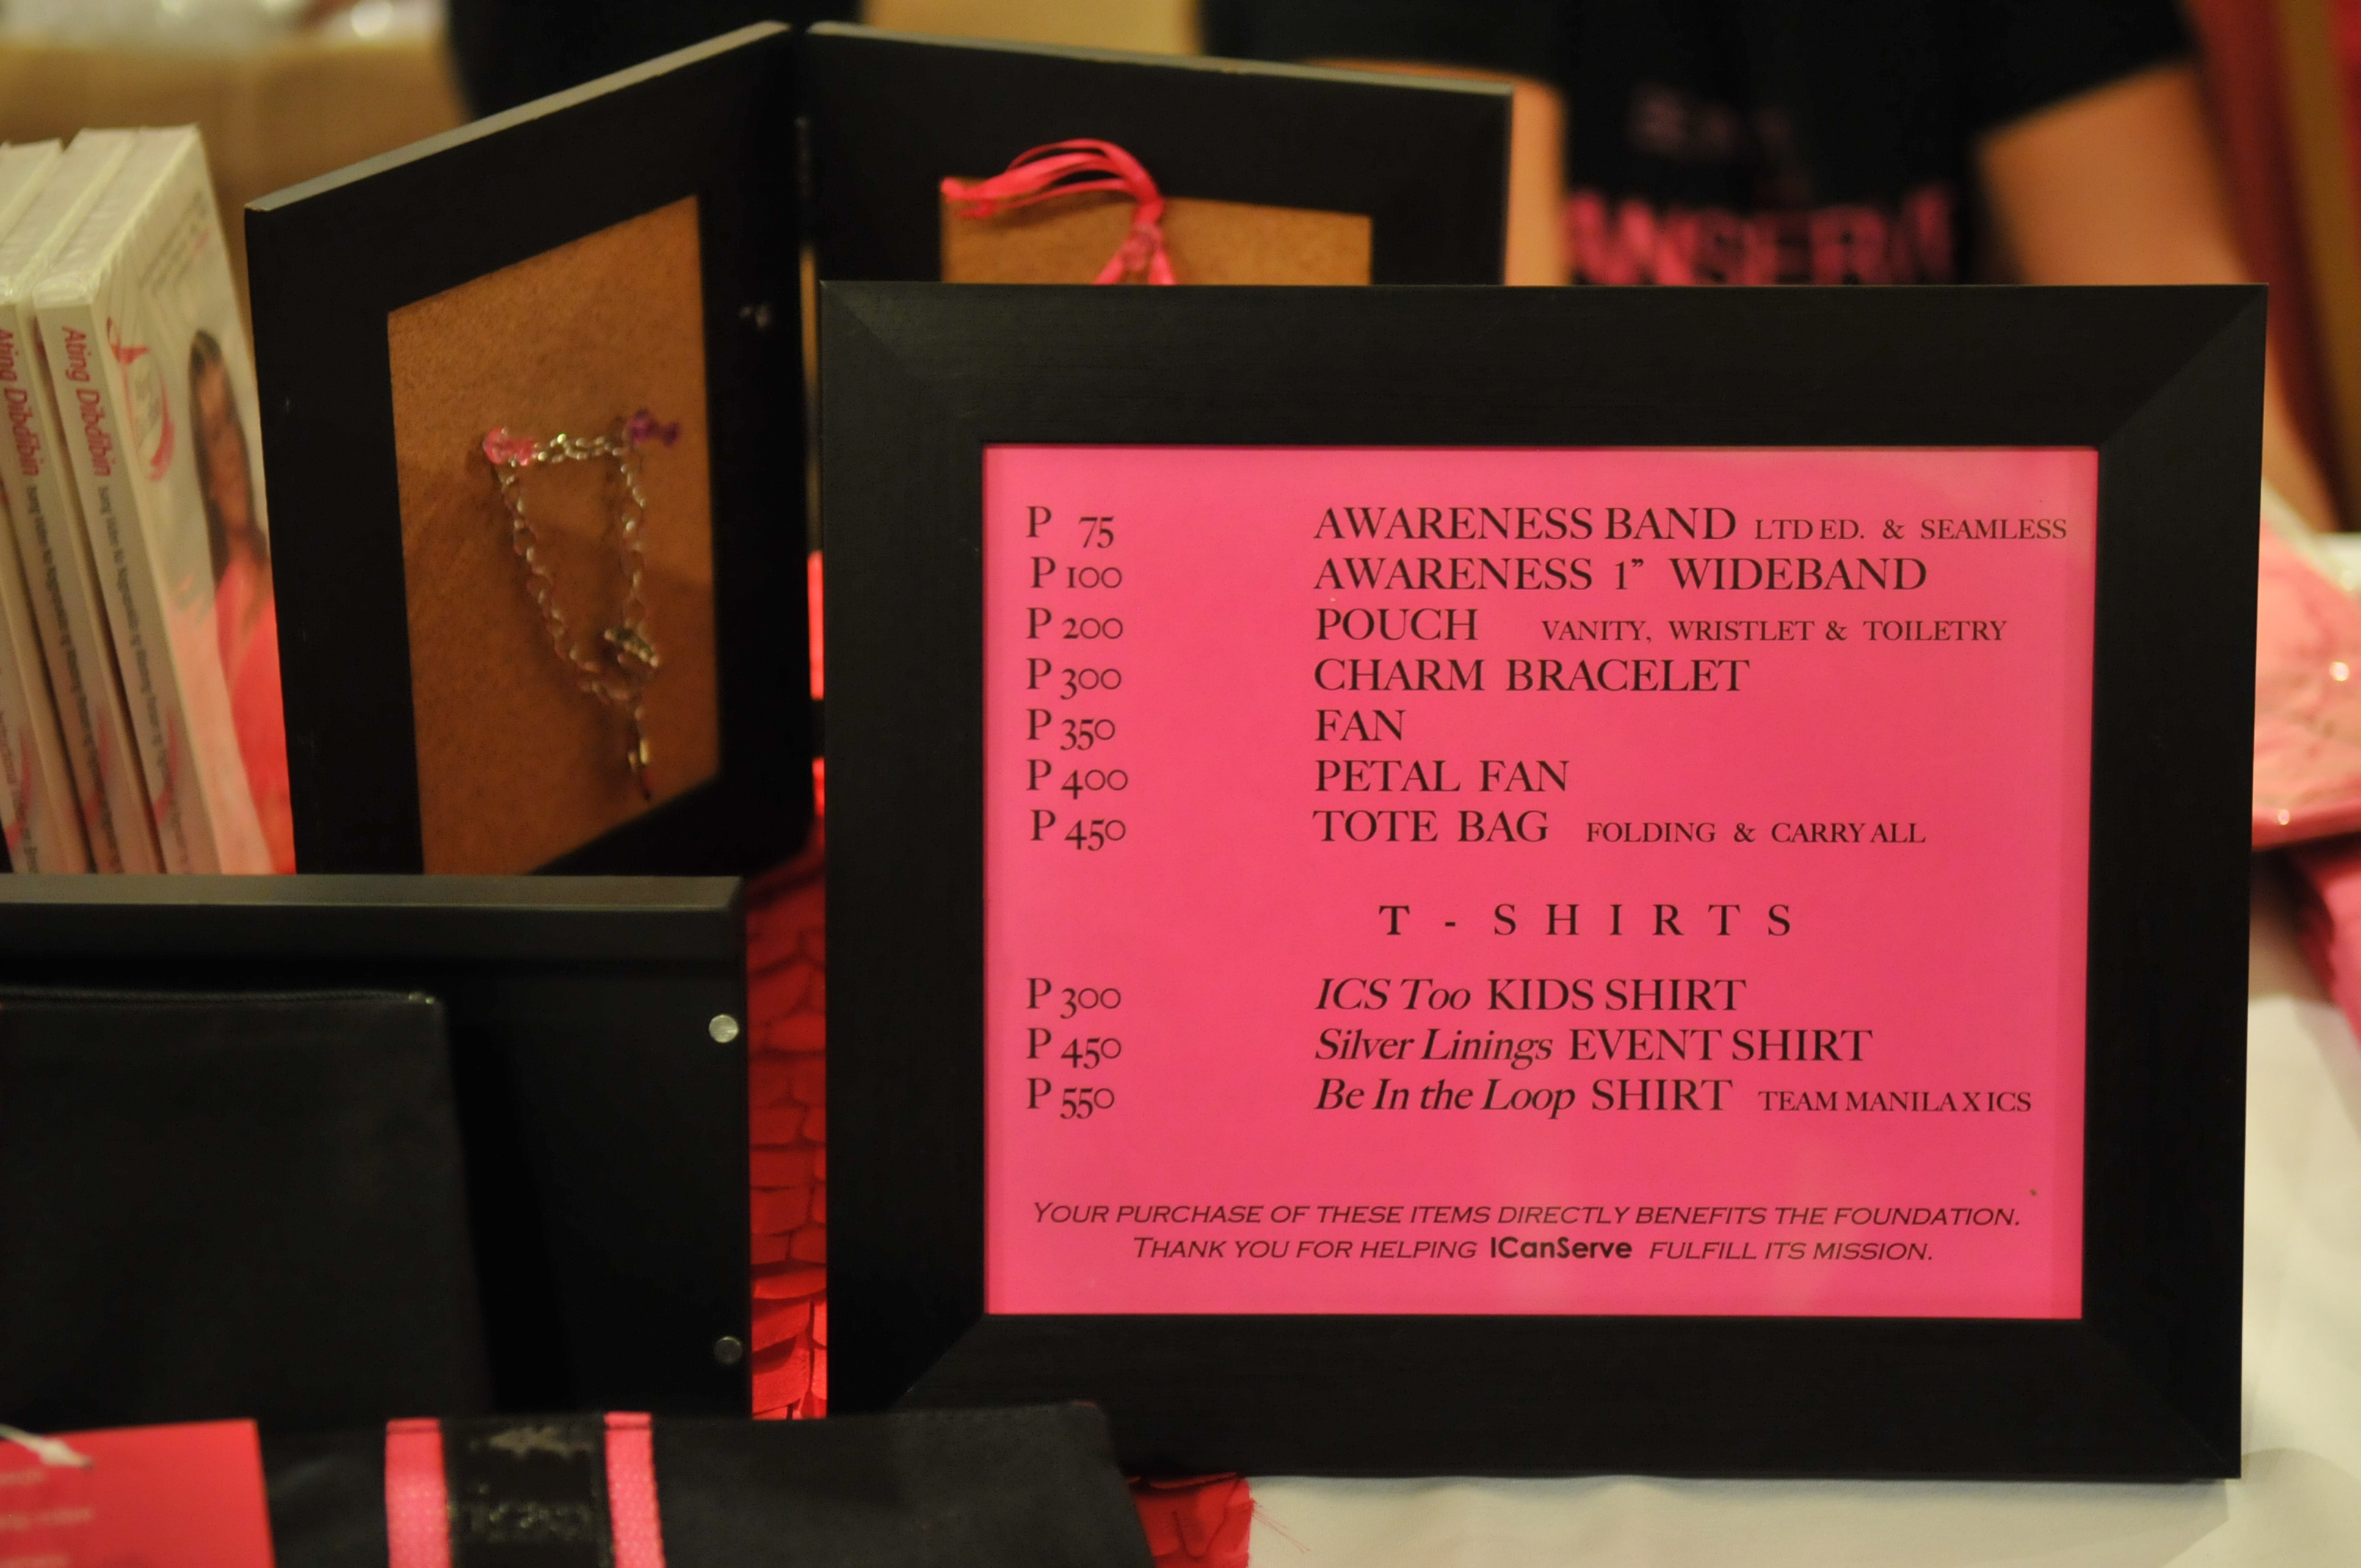 P 75 AWARENESS BAND LTD ED. & SEAMLESS
P 100 AWARENESS 1” WIDEBAND
P 200 POUCH VANITY, WRISTLET & TOILETRY
P 300 CHARM BRACELET
P 350 FAN
P 400 PETAL FAN
P 450 TOTE BAG FOLDING & CARRY ALL
T - SHIRTS
P 300 ICS Too KIDS SHIRT
P 450 Silver Linings EVENT SHIRT
P 550 Be In the Loop SHIRT TEAM MANILA X ICS
YOUR PURCHASE OF THESE ITEMS DIRECTLY BENEFITS THE FOUNDATION.
THANK YOU FOR HELPING ICanServe FULFILL ITS MISSION.
Ating Dibdibin
Ating Dibdibin